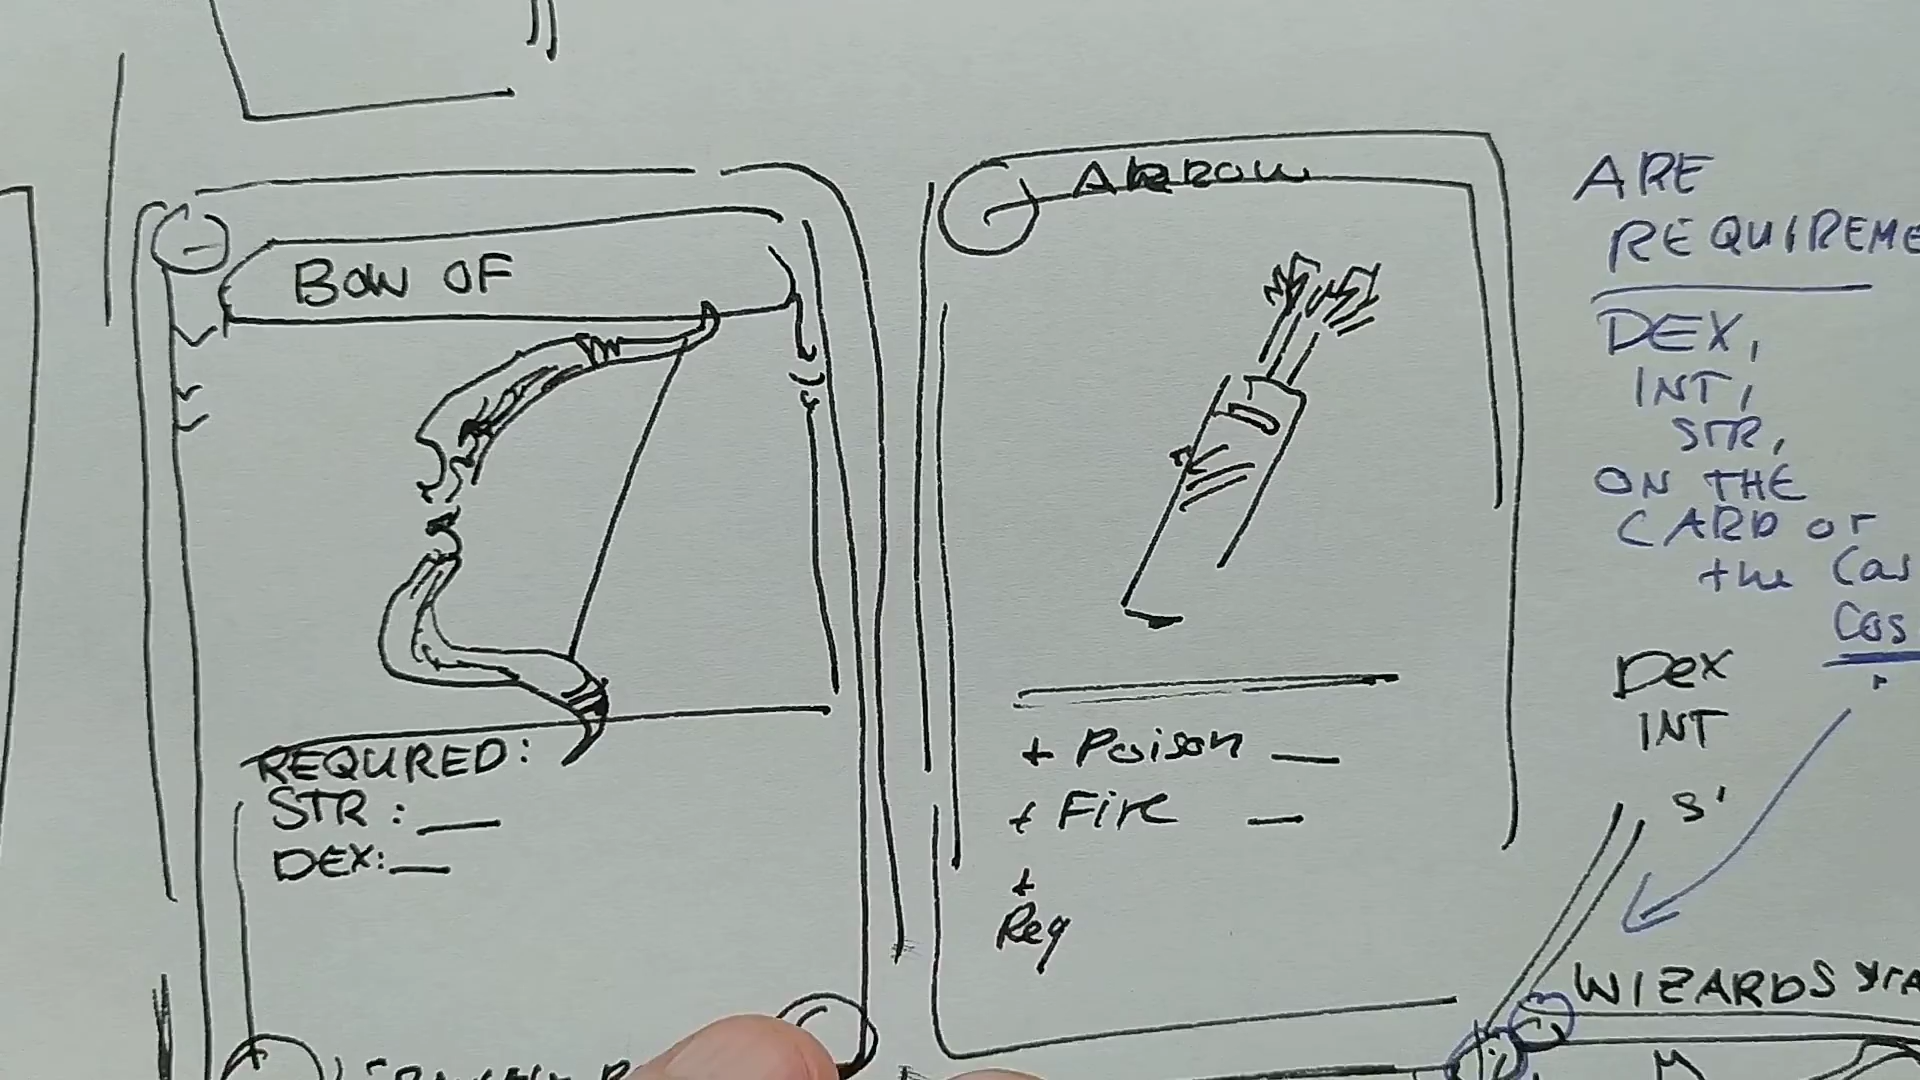 BOW OF
REQURED:
STR : __
DEX: __
ARROW
+ Poison __
+ Fire __
+
Req
ARE
REQUIREME
DEX,
INT,
STR,
ON THE
CARD or
the Cas
Cos
Dex
INT
S'
WIZARDS